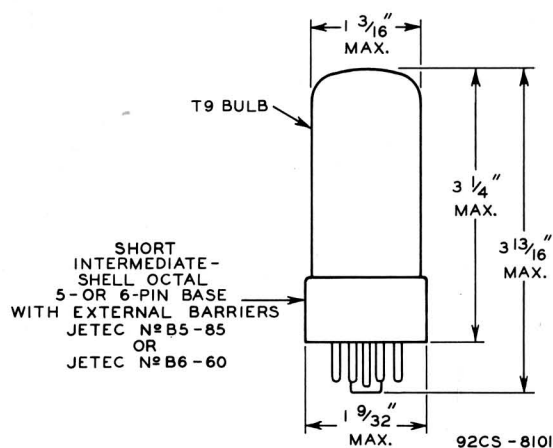 1 3/16"
MAX.
T9 BULB
3 1/4"
MAX.
3 13/16"
MAX.
SHORT
INTERMEDIATE-
SHELL OCTAL
5-OR 6-PIN BASE
WITH EXTERNAL BARRIERS
JETEC Nº B5-85
OR
JETEC Nº B6-60
1 9/32"
MAX.
92CS-8101